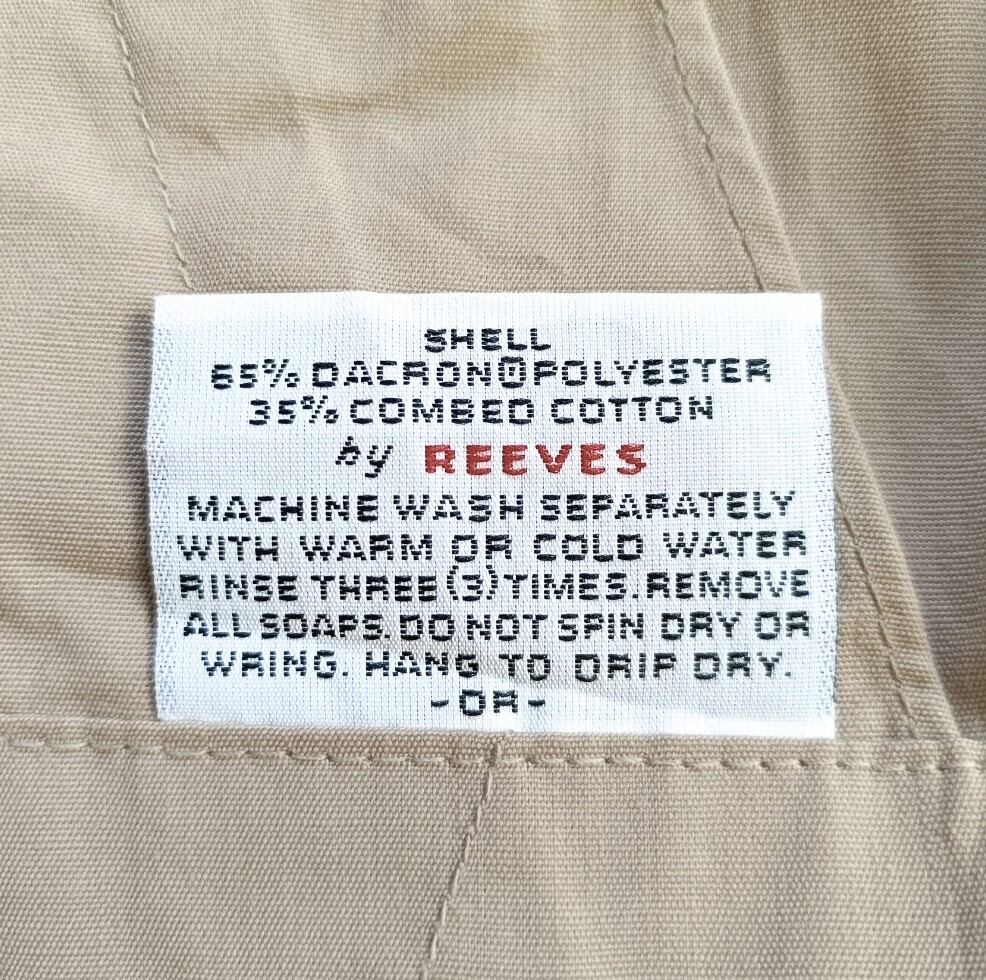 SHELL
65% DACRON®POLYESTER
35% COMBED COTTON
by REEVES
MACHINE WASH SEPARATELY
WITH WARM OR COLD WATER
RINSE THREE (3) TIMES. REMOVE
ALL SOAPS. DO NOT SPIN DRY OR
WRING. HANG TO DRIP DRY.
-OR-